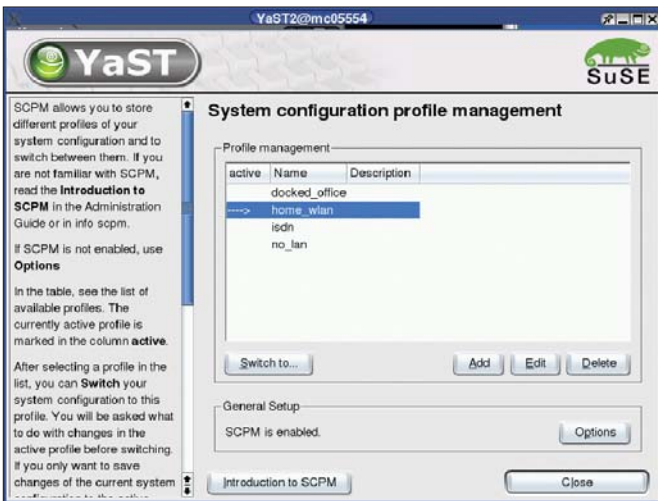 YaST2@mc05554
YaST
SuSE
SCPM allows you to store
different profiles of your
system configuration and to
switch between them. If you
are not familiar with SCPM,
read the Introduction to
SCPM in the Administration
Guide or in info scpm.
If SCPM is not enabled, use
Options
In the table, see the list of
available profiles. The
currently active profile is
marked in the column active.
After selecting a profile in the
list, you can Switch your
system configuration to this
profile. You will be asked what
to do with changes in the
active profile before switching.
If you only want to save
changes of the current system
System configuration profile management
Profile management
active Name Description
docked_office
----> home_wlan
isdn
no_lan
Switch to...
Add Edit Delete
General Setup
SCPM is enabled.
Options
Introduction to SCPM
Close